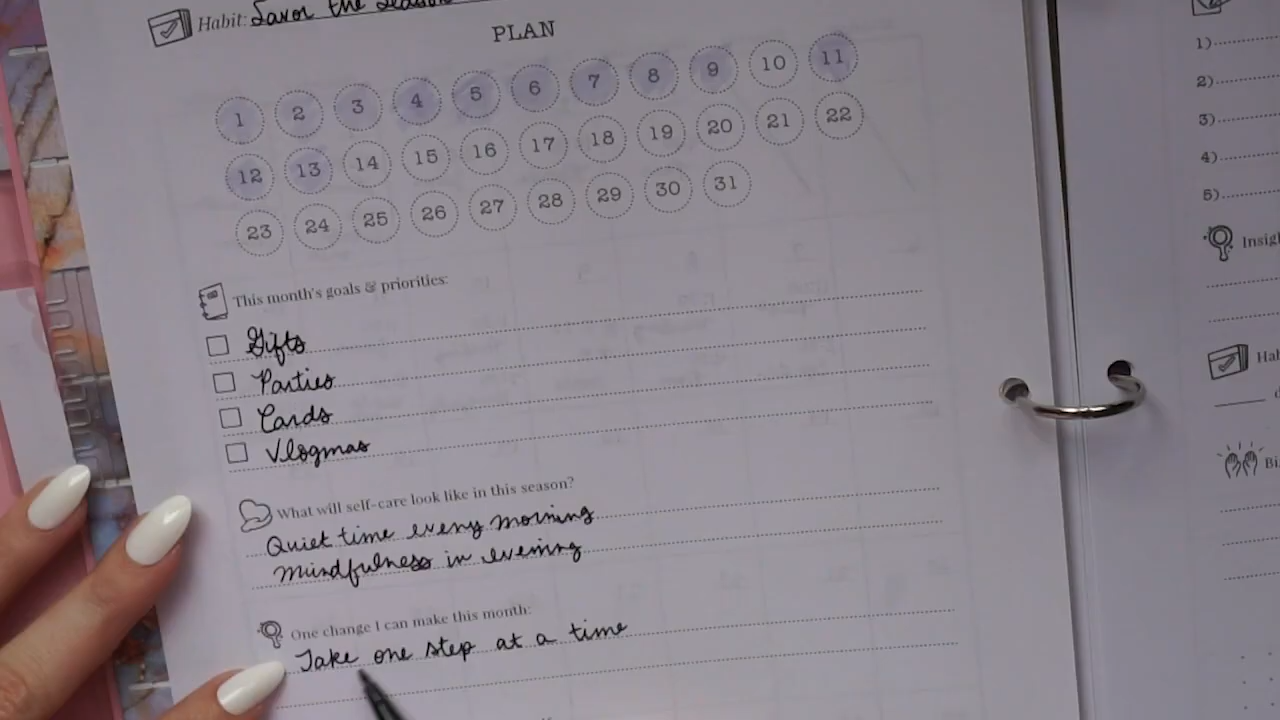 Habit: Savor the Season
PLAN
1 2 3 4 5 6 7 8 9 10 11
12 13 14 15 16 17 18 19 20 21 22
23 24 25 26 27 28 29 30 31
This month's goals & priorities:
Gifts
Parties
Cards
Vlogmas
What will self-care look like in this season?
Quiet time every morning
Mindfulness in evening
One change I can make this month:
Take one step at a time
1)
2)
3)
4)
5)